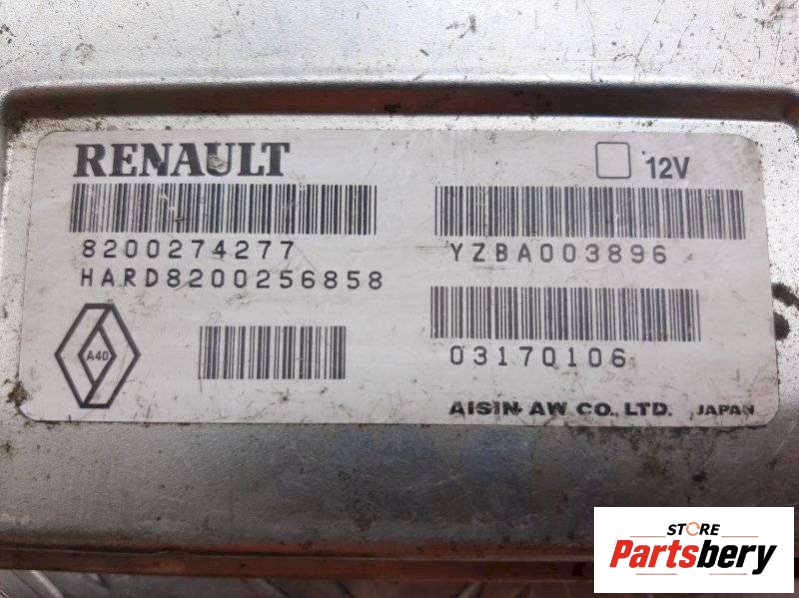 RENAULT
12V
8200274277
YZBA003896
HARD8200256858
A40
03170106
AISIN AW CO., LTD. JAPAN
STORE
Partsbery